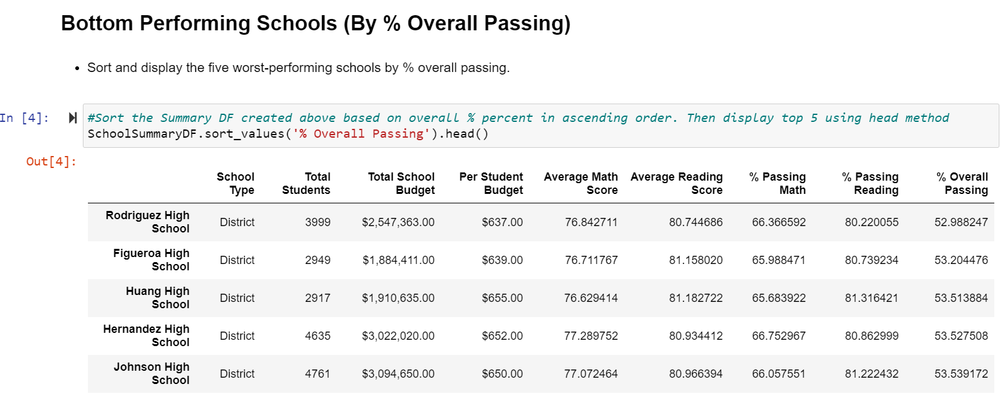 Bottom Performing Schools (By % Overall Passing)
• Sort and display the five worst-performing schools by % overall passing.
In [4]:
#Sort the Summary DF created above based on overall % percent in ascending order. Then display top 5 using head method
SchoolSummaryDF.sort_values('% Overall Passing').head()
Out[4]:
School Type Total Students Total School Budget Per Student Budget Average Math Score Average Reading Score % Passing Math % Passing Reading % Overall Passing
Rodriguez High School District 3999 $2,547,363.00 $637.00 76.842711 80.744686 66.366592 80.220055 52.988247
Figueroa High School District 2949 $1,884,411.00 $639.00 76.711767 81.158020 65.988471 80.739234 53.204476
Huang High School District 2917 $1,910,635.00 $655.00 76.629414 81.182722 65.683922 81.316421 53.513884
Hernandez High School District 4635 $3,022,020.00 $652.00 77.289752 80.934412 66.752967 80.862999 53.527508
Johnson High School District 4761 $3,094,650.00 $650.00 77.072464 80.966394 66.057551 81.222432 53.539172